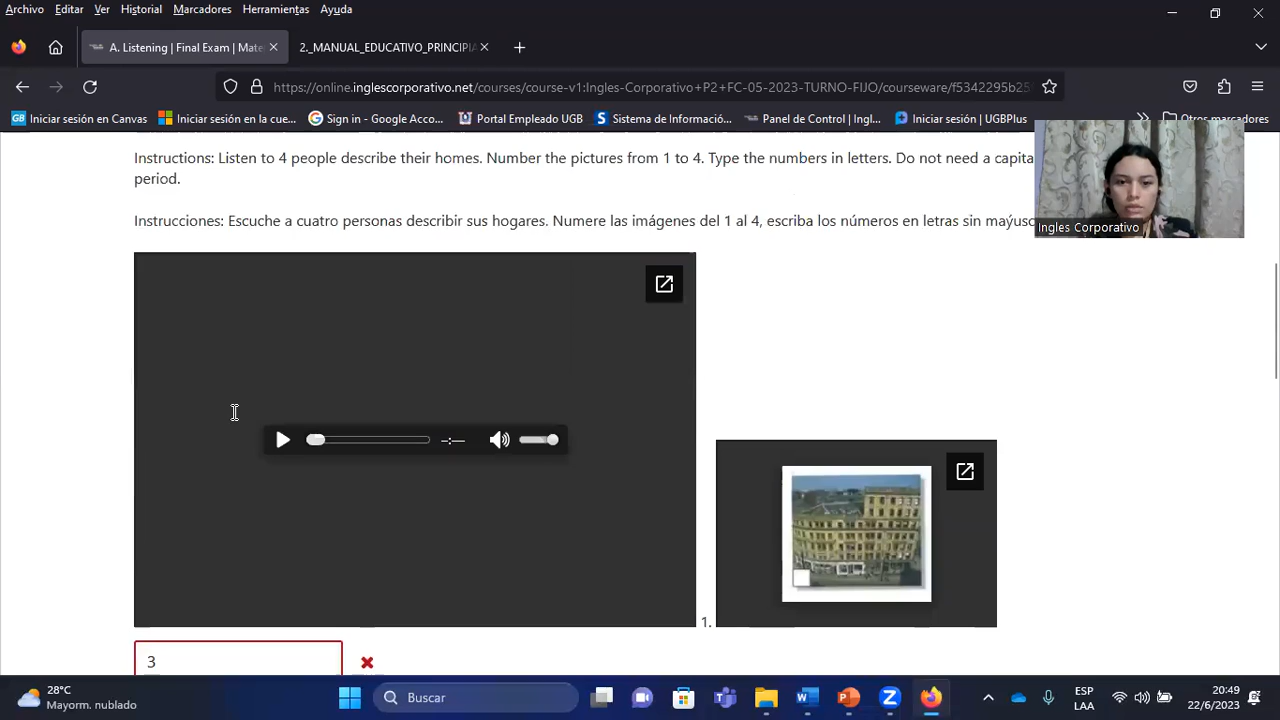 Archivo Editar Ver Historial Marcadores Herramientas Ayuda
A. Listening | Final Exam | Mate
2._MANUAL_EDUCATIVO_PRINCIPIA
https://online.inglescorporativo.net/courses/course-v1:Ingles-Corporativo+P2+FC-05-2023-TURNO-FIJO/courseware/f5342295b25
Iniciar sesión en Canvas
Iniciar sesión en la cue...
Sign in - Google Acco...
Portal Empleado UGB
Sistema de Informació...
Panel de Control | Ingl...
Iniciar sesión | UGBPlus
Otros marcadores
Instructions: Listen to 4 people describe their homes. Number the pictures from 1 to 4. Type the numbers in letters. Do not need a capita
period.
Instrucciones: Escuche a cuatro personas describir sus hogares. Numere las imágenes del 1 al 4, escriba los números en letras sin maýusc
Ingles Corporativo
--:--
1.
3
28°C
Mayorm. nublado
Buscar
ESP
LAA
20:49
22/6/2023